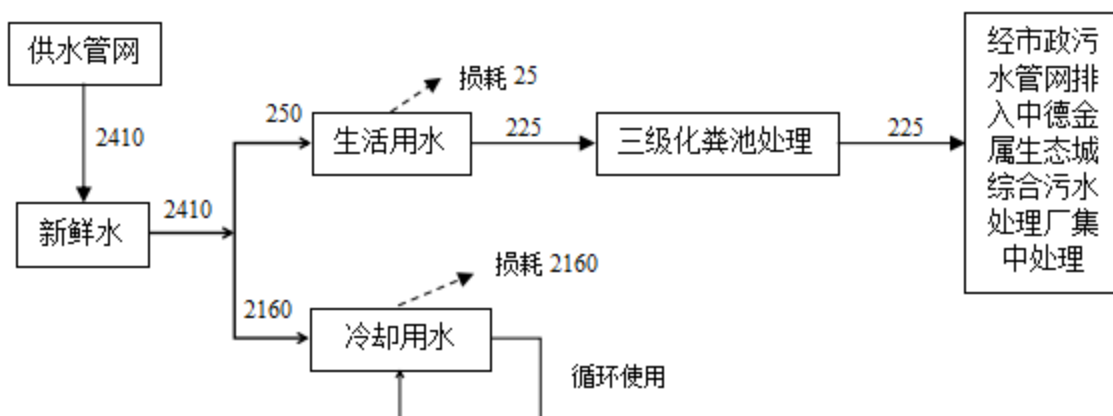 供水管网
2410
新鲜水
2410
250
损耗 25
生活用水
225
三级化粪池处理
225
经市政污
水管网排
入中德金
属生态城
综合污水
处理厂集
中处理
2160
损耗 2160
冷却用水
循环使用